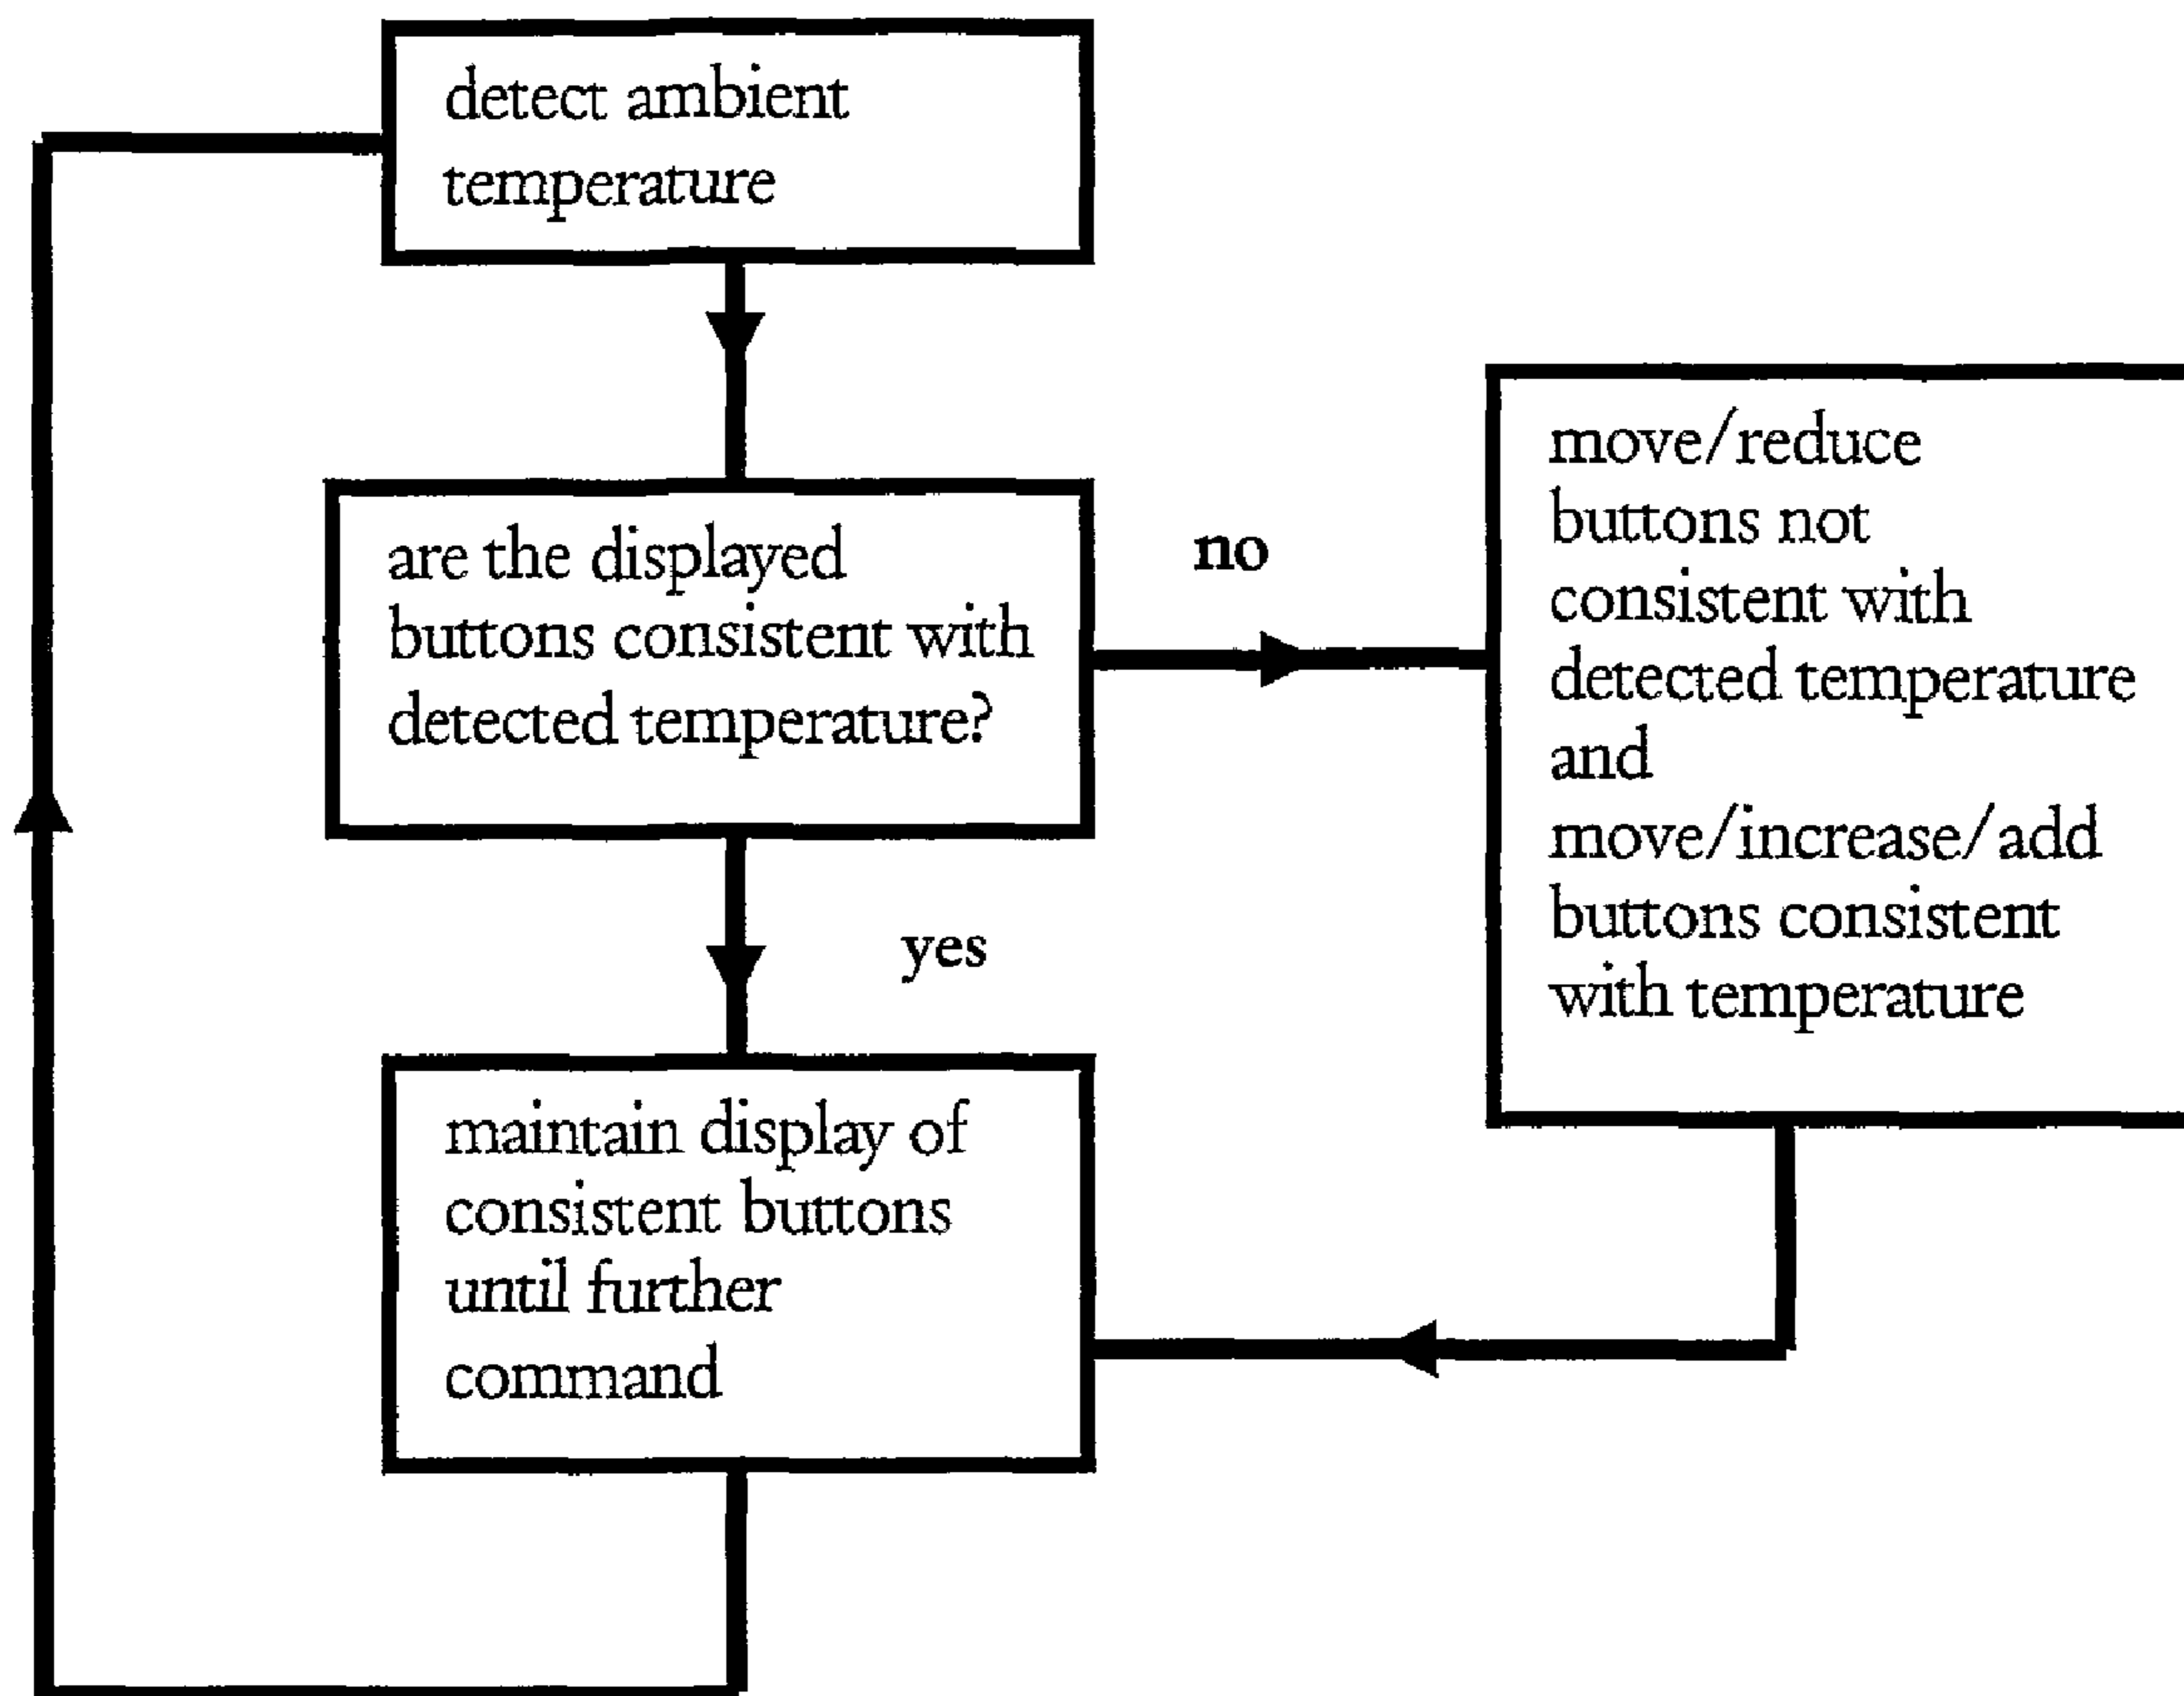 detect ambient
temperature
are the displayed
buttons consistent with
detected temperature?
no
move/reduce
buttons not
consistent with
detected temperature
and
move/increase/add
buttons consistent
with temperature
yes
maintain display of
consistent buttons
until further
command